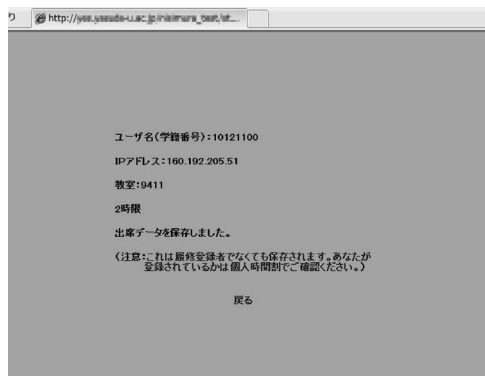 り
http://
ユーザ名(学籍番号):10121100
IPアドレス:160.192.205.51
教室:9411
2時限
出席データを保存しました。
(注意:これは履修登録者でなくても保存されます。あなたが
登録されているかは個人時間割でご確認ください。)
戻る